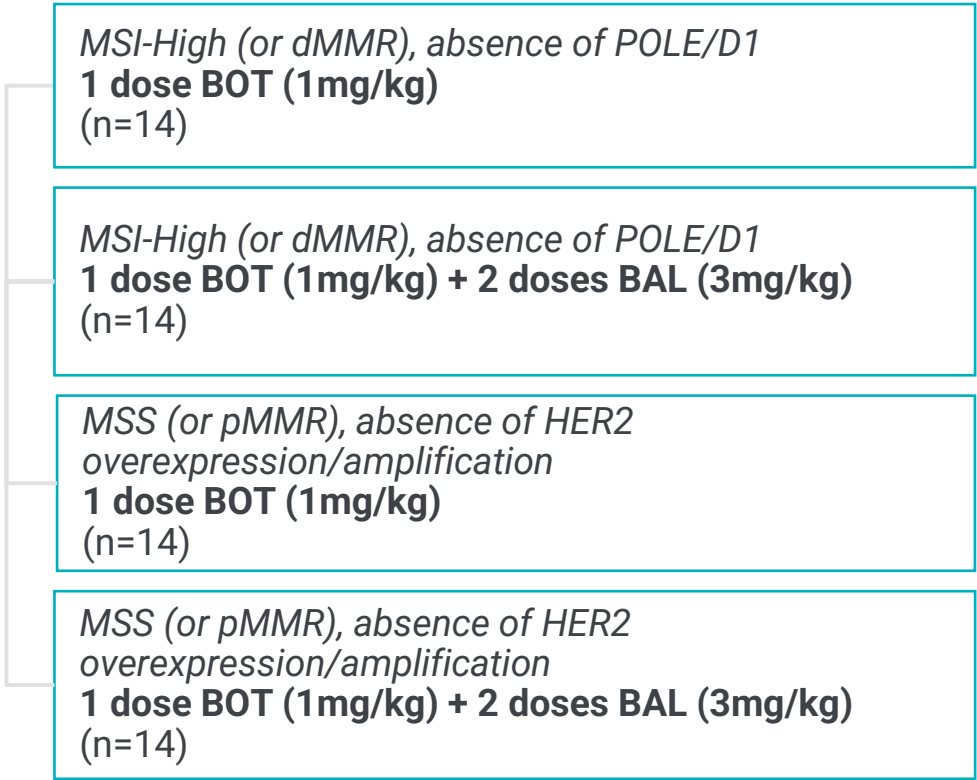 MSI-High (or dMMR), absence of POLE/D1
1 dose BOT (1mg/kg)
(n=14)
MSI-High (or dMMR), absence of POLE/D1
1 dose BOT (1mg/kg) + 2 doses BAL (3mg/kg)
(n=14)
MSS (or pMMR), absence of HER2
overexpression/amplification
1 dose BOT (1mg/kg)
(n=14)
MSS (or pMMR), absence of HER2
overexpression/amplification
1 dose BOT (1mg/kg) + 2 doses BAL (3mg/kg)
(n=14)